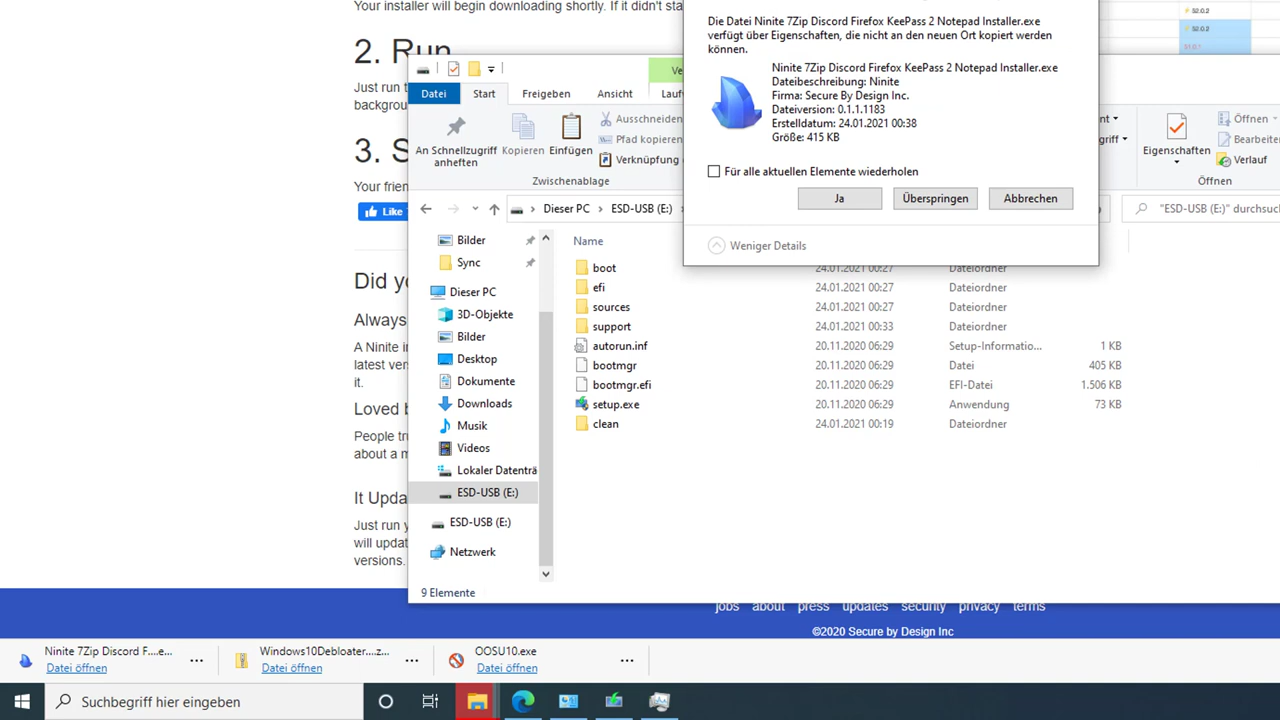 Your installer will begin downloading shortly. If it didn't sta
2. Run
Just run t
backgrou
3. S
Your frien
Like
Did yo
Always
A Ninite in
latest vers
it.
Loved b
People tru
about a m
It Upda
Just run y
will updat
versions.
Die Datei Ninite 7Zip Discord Firefox KeePass 2 Notepad Installer.exe
verfügt über Eigenschaften, die nicht an den neuen Ort kopiert werden
können.
Ninite 7Zip Discord Firefox KeePass 2 Notepad Installer.exe
Dateibeschreibung: Ninite
Firma: Secure By Design Inc.
Dateiversion: 0.1.1.1183
Erstelldatum: 24.01.2021 00:38
Größe: 415 KB
Für alle aktuellen Elemente wiederholen
Ja Überspringen Abbrechen
Weniger Details
Ve
Datei Start Freigeben Ansicht Laufw
An Schnellzugriff
anheften
Kopieren
Einfügen
Ausschneiden
Pfad kopieren
Verknüpfung
Zwischenablage
Eigenschaften
Öffnen
Bearbeite
Verlauf
Öffnen
Dieser PC
ESD-USB (E:)
"ESD-USB (E:)" durchsuc
Bilder
Sync
Dieser PC
3D-Objekte
Bilder
Desktop
Dokumente
Downloads
Musik
Videos
Lokaler Datenträ
ESD-USB (E:)
ESD-USB (E:)
Netzwerk
Name
boot 24.01.2021 00:27 Dateiordner
efi 24.01.2021 00:27 Dateiordner
sources 24.01.2021 00:27 Dateiordner
support 24.01.2021 00:33 Dateiordner
autorun.inf 20.11.2020 06:29 Setup-Informatio... 1 KB
bootmgr 20.11.2020 06:29 Datei 405 KB
bootmgr.efi 20.11.2020 06:29 EFI-Datei 1.506 KB
setup.exe 20.11.2020 06:29 Anwendung 73 KB
clean 24.01.2021 00:19 Dateiordner
9 Elemente
jobs about press updates security privacy terms
©2020 Secure by Design Inc
Ninite 7Zip Discord F....e...
Datei öffnen
Windows10Debloater....z...
Datei öffnen
OOSU10.exe
Datei öffnen
Suchbegriff hier eingeben